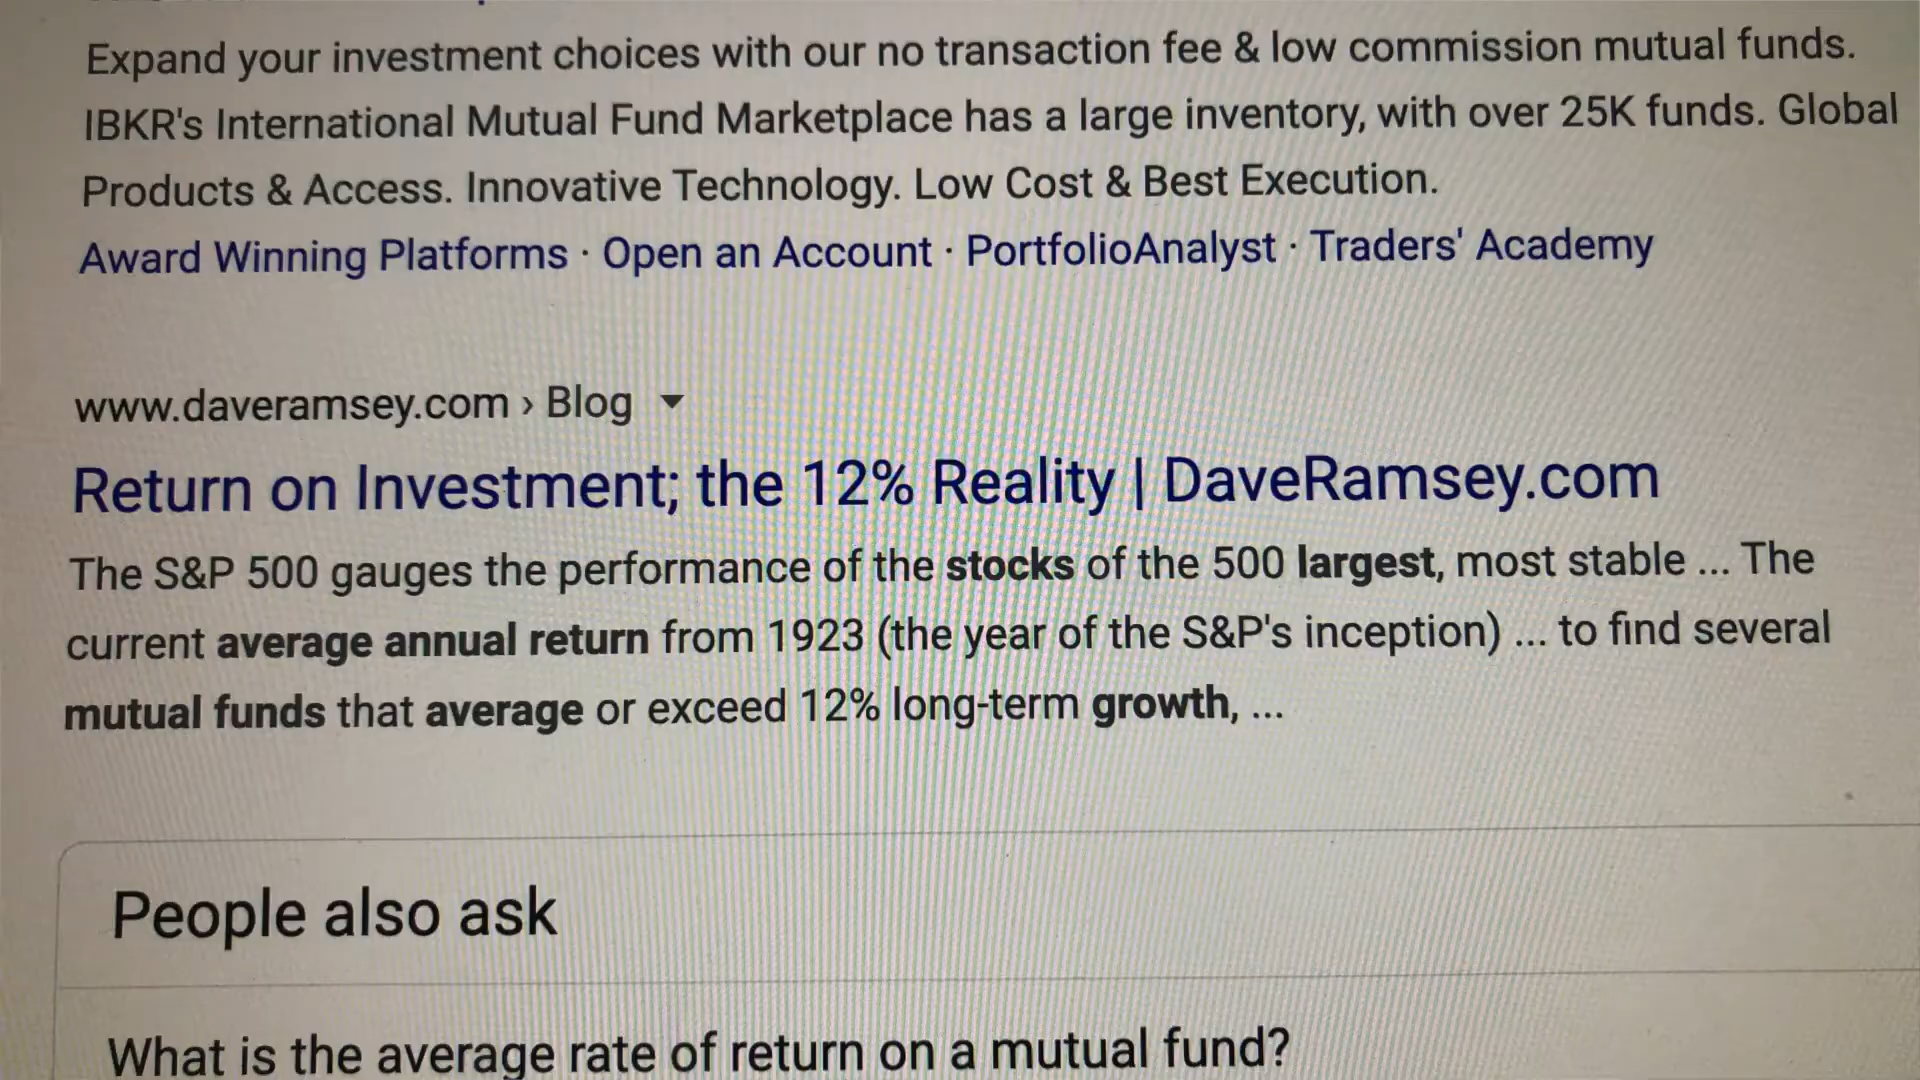 Expand your investment choices with our no transaction fee & low commission mutual funds.
IBKR's International Mutual Fund Marketplace has a large inventory, with over 25K funds. Global
Products & Access. Innovative Technology. Low Cost & Best Execution.
Award Winning Platforms · Open an Account · PortfolioAnalyst · Traders' Academy
www.daveramsey.com › Blog
Return on Investment; the 12% Reality | DaveRamsey.com
The S&P 500 gauges the performance of the stocks of the 500 largest, most stable ... The
current average annual return from 1923 (the year of the S&P's inception) ... to find several
mutual funds that average or exceed 12% long-term growth, ...
People also ask
What is the average rate of return on a mutual fund?